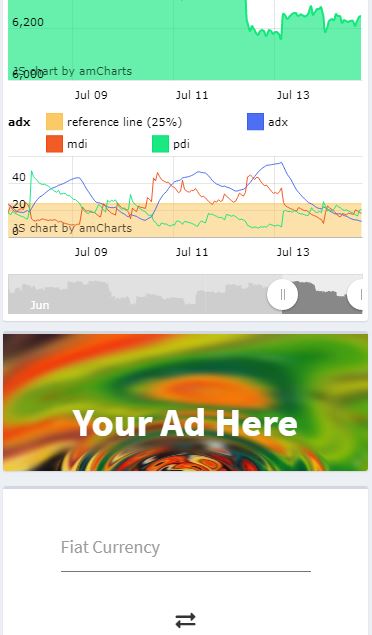 6,200
6,000
JS chart by amCharts
Jul 09 Jul 11 Jul 13
adx reference line (25%) adx
mdi pdi
40
20
0
JS chart by amCharts
Jul 09 Jul 11 Jul 13
Jun
Your Ad Here
Fiat Currency